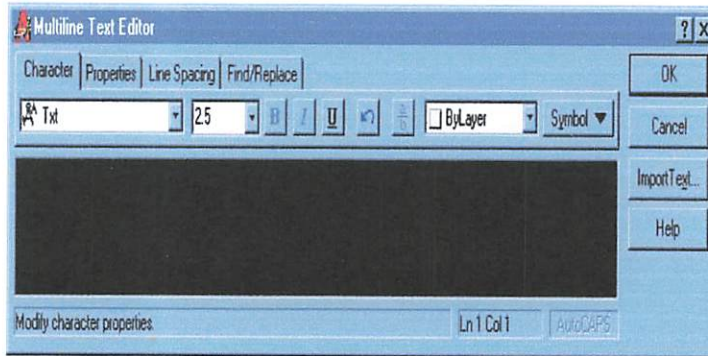 Multiline Text Editor
Character Properties Line Spacing Find/Replace
Txt 2.5 B I U ByLayer Symbol
OK
Cancel
ImportText...
Help
Modify character properties. Ln 1 Col 1 AutoCAPS